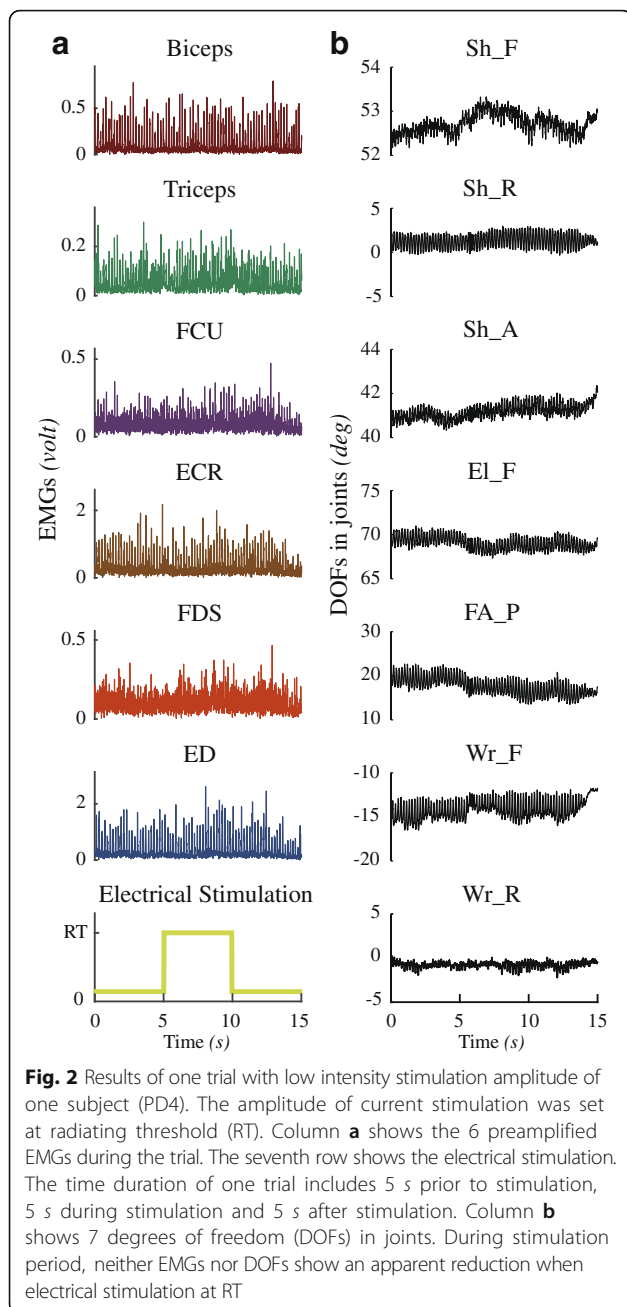 a
b
Biceps
0.5
0
Triceps
0.2
0
FCU
0.5
0
ECR
2
0
FDS
0.5
0
ED
2
0
Electrical Stimulation
RT
0
0 5 10 15
Time (s)
EMGs (volt)
Sh_F
54
53
52
Sh_R
5
0
-5
Sh_A
44
42
40
El_F
75
70
65
FA_P
30
20
10
Wr_F
-10
-15
-20
Wr_R
5
0
-5
0 5 10 15
Time (s)
DOFs in joints (deg)
Fig. 2 Results of one trial with low intensity stimulation amplitude of
one subject (PD4). The amplitude of current stimulation was set
at radiating threshold (RT). Column a shows the 6 preamplified
EMGs during the trial. The seventh row shows the electrical stimulation.
The time duration of one trial includes 5 s prior to stimulation,
5 s during stimulation and 5 s after stimulation. Column b
shows 7 degrees of freedom (DOFs) in joints. During stimulation
period, neither EMGs nor DOFs show an apparent reduction when
electrical stimulation at RT